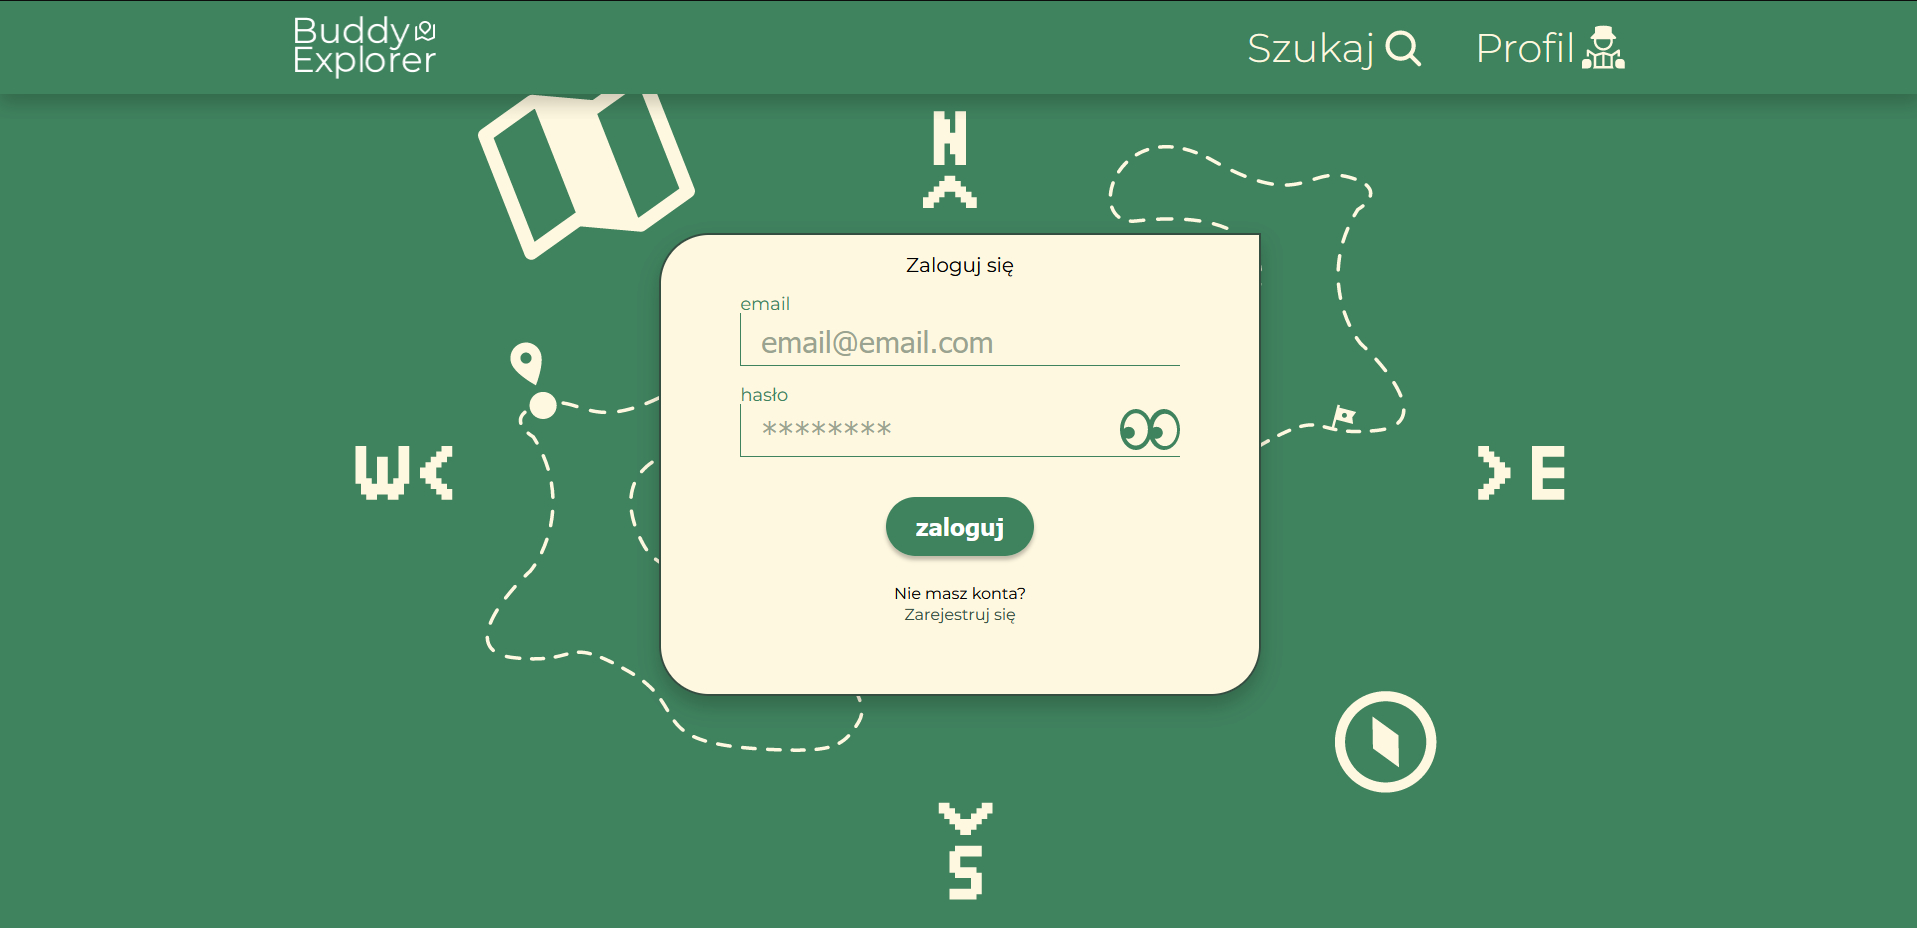 Buddy
Explorer
Szukaj
Profil
N
Zaloguj się
email
email@email.com
hasło
********
W
E
zaloguj
Nie masz konta?
Zarejestruj się
S